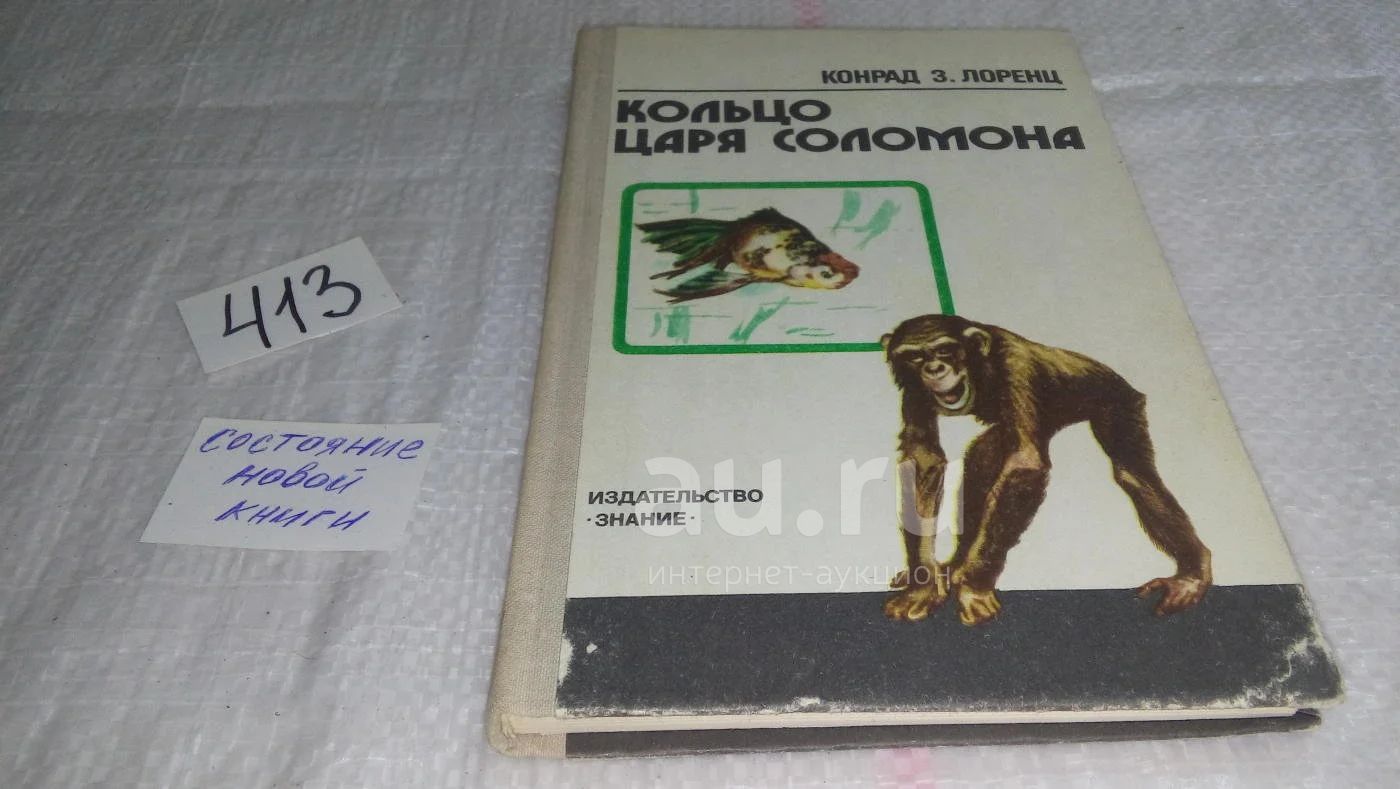 КОНРАД З. ЛОРЕНЦ
КОЛЬЦО
ЦАРЯ СОЛОМОНА
413
состояние
новой
книги
ИЗДАТЕЛЬСТВО
·ЗНАНИЕ·
au.ru
интернет-аукцион